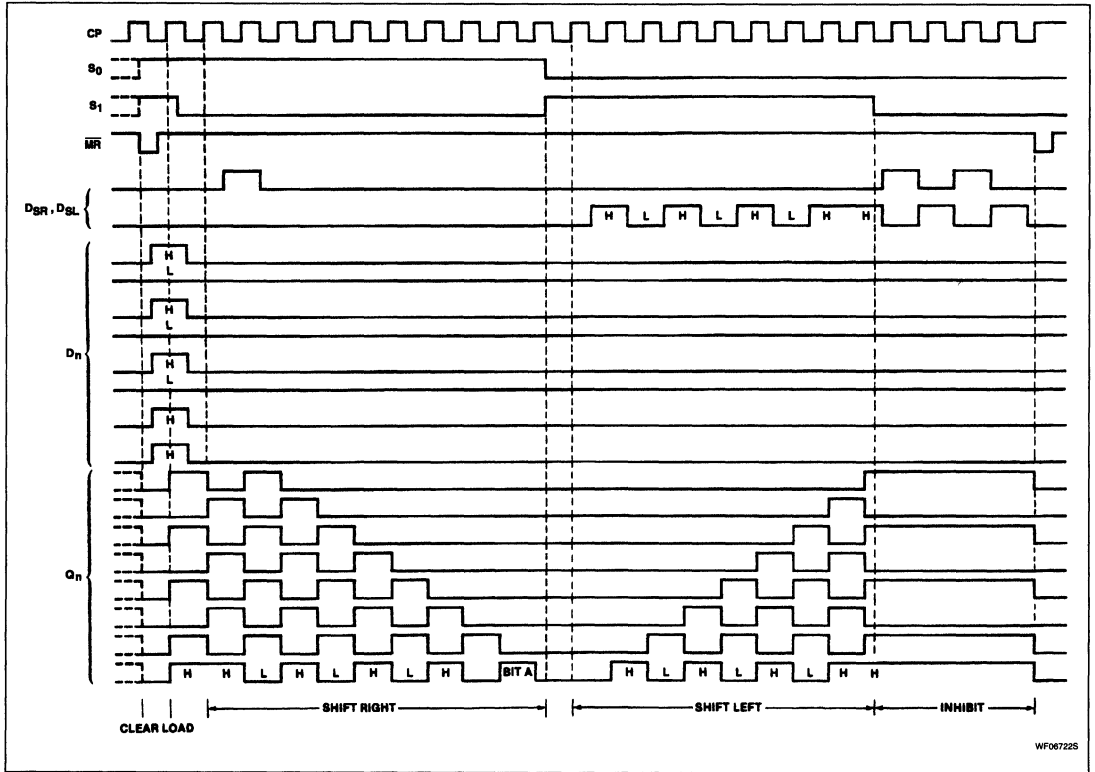 CP
S0
S1
MR
DSR, DSL
H L H L H L H H
Dn
H
L
H
L
H
L
H
H
Qn
H H L H L H L H BIT A H L H L H L H H
SHIFT RIGHT SHIFT LEFT INHIBIT
CLEAR LOAD
WF06722S